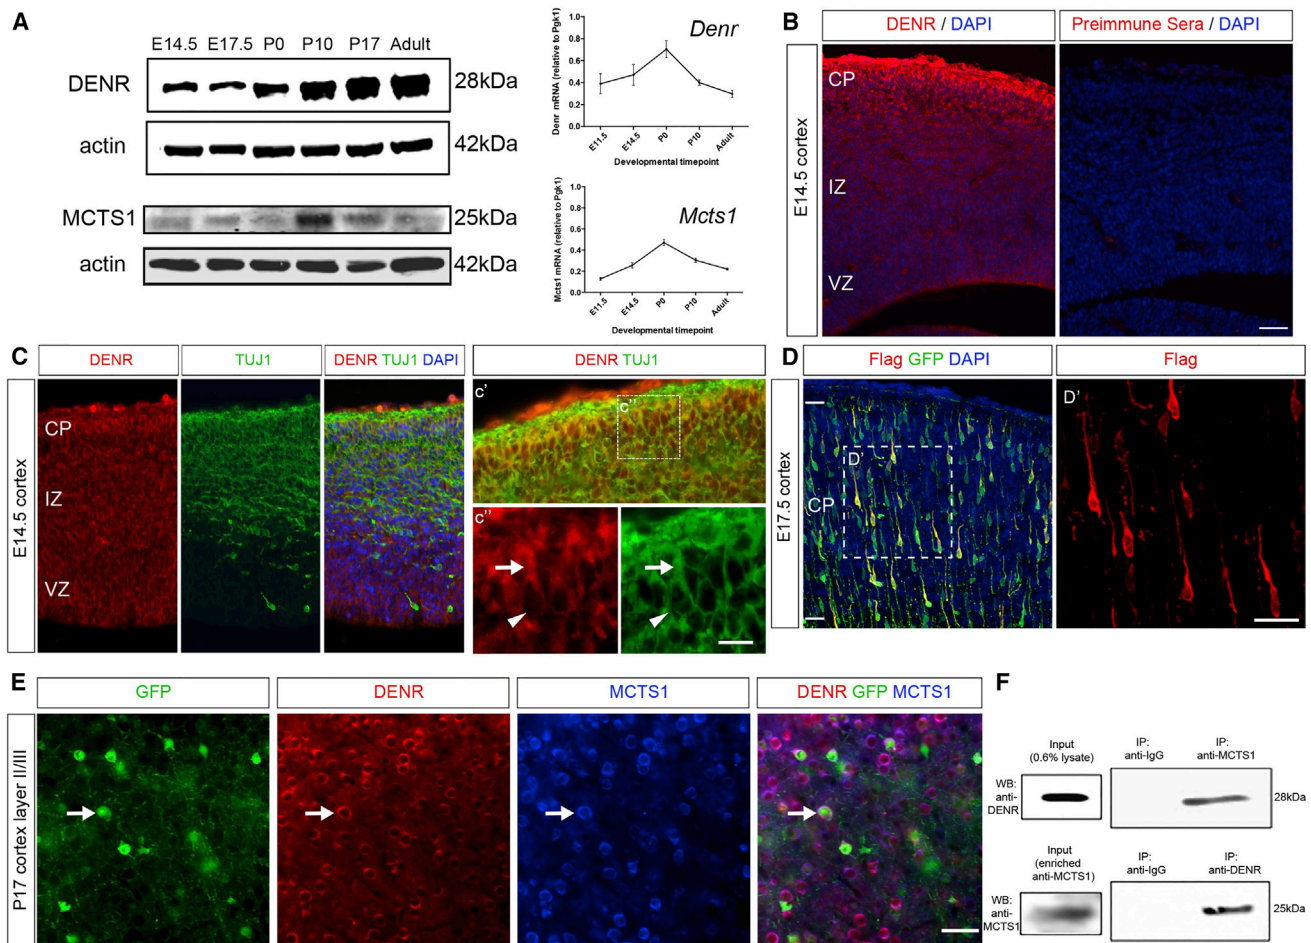 A
E14.5 E17.5 P0 P10 P17 Adult
DENR
28kDa
actin
42kDa
MCTS1
25kDa
actin
42kDa
Denr
Denr mRNA (relative to Pgk1)
1.0
0.8
0.6
0.4
0.2
0.0
E11.5 E14.5 P0 P10 Adult
Developmental timepoint
Mcts1
Mcts1 mRNA (relative to Pgk1)
1.0
0.8
0.6
0.4
0.2
0.0
E11.5 E14.5 P0 P10 Adult
Developmental timepoint
B
DENR / DAPI
Preimmune Sera / DAPI
E14.5 cortex
CP
IZ
VZ
C
DENR
TUJ1
DENR TUJ1 DAPI
DENR TUJ1
E14.5 cortex
CP
IZ
VZ
c'
c''
c''
D
Flag GFP DAPI
Flag
E17.5 cortex
CP
D'
D'
E
GFP
DENR
MCTS1
DENR GFP MCTS1
P17 cortex layer II/III
F
Input
(0.6% lysate)
IP:
anti-IgG
IP:
anti-MCTS1
WB:
anti-
DENR
28kDa
Input
(enriched
anti-MCTS1)
IP:
anti-IgG
IP:
anti-DENR
WB:
anti-
MCTS1
25kDa